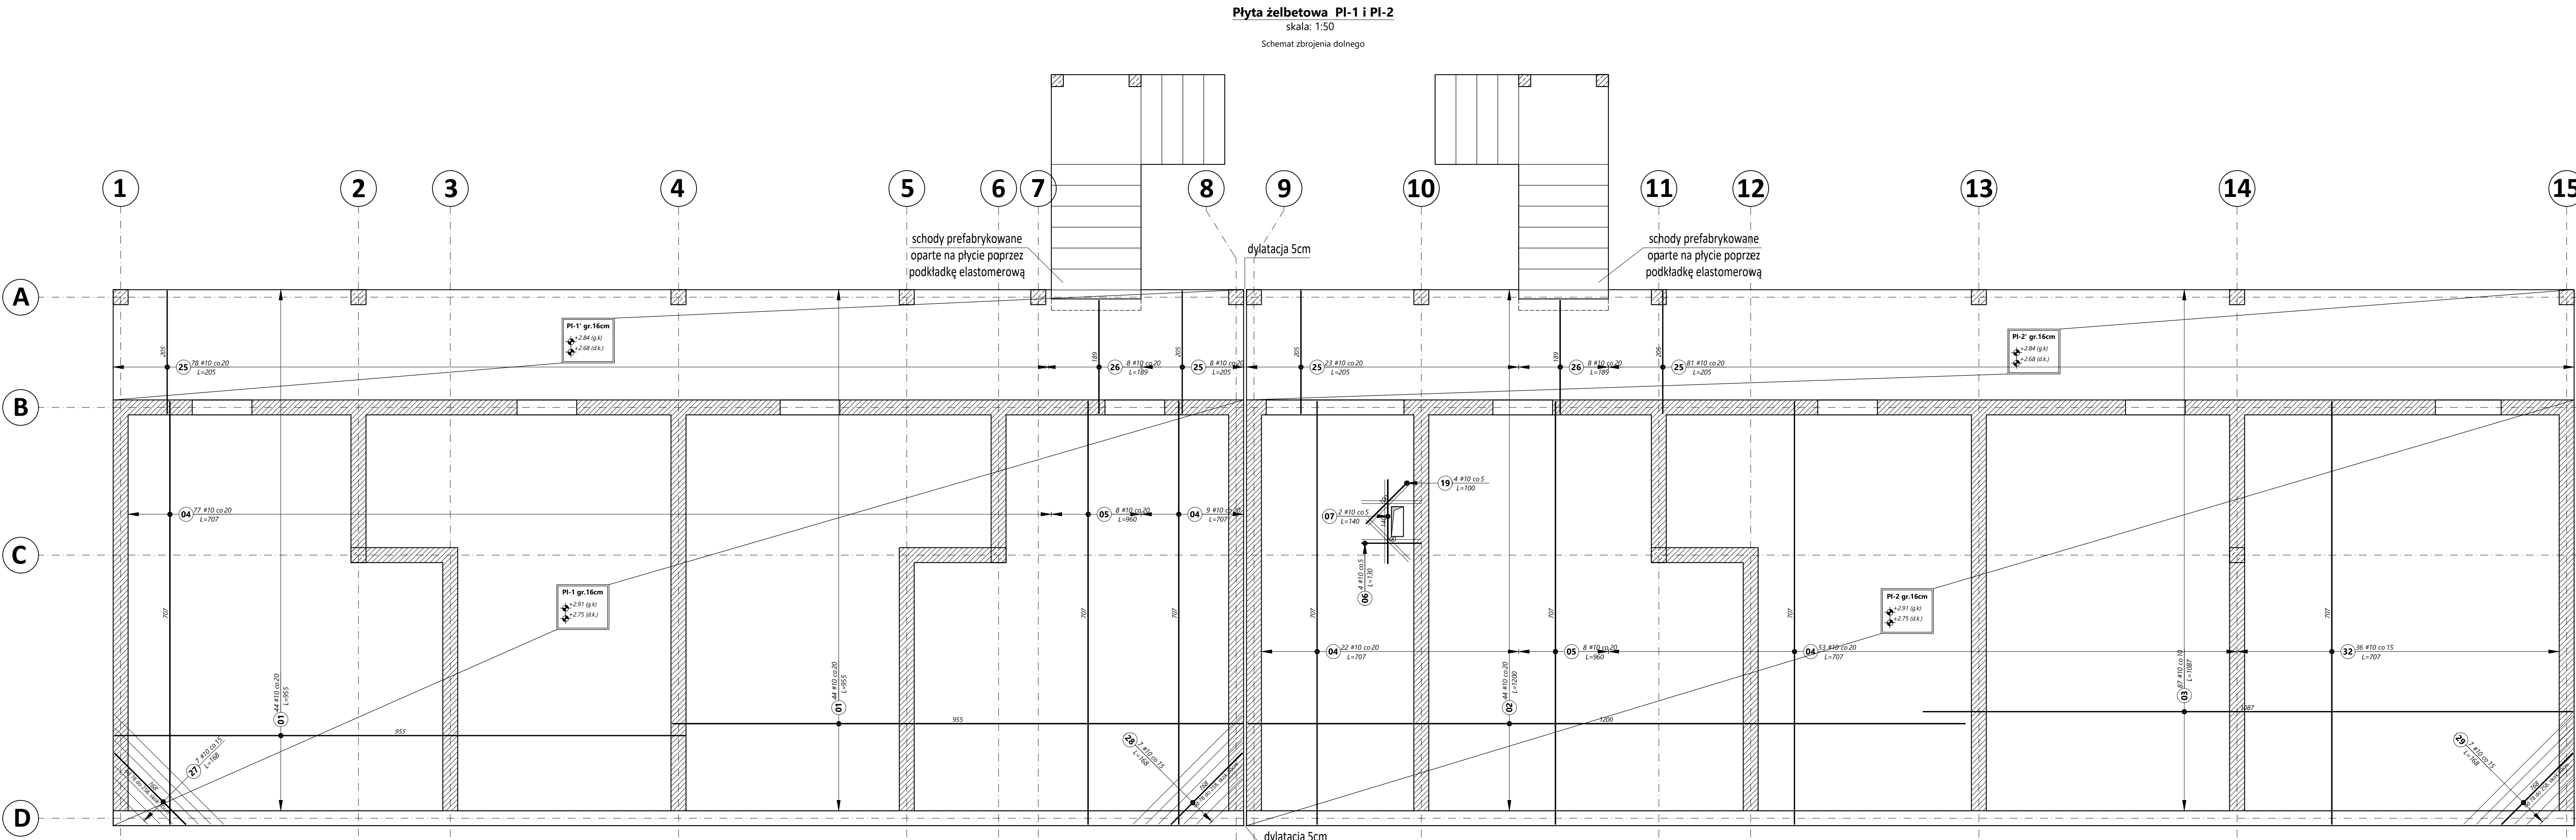 Płyta żelbetowa Pl-1 i Pl-2
skala: 1:50
Schemat zbrojenia dolnego
1 2 3 4 5 6 7 8 9 10 11 12 13 14 15
schody prefabrykowane
oparte na płycie poprzez
podkładkę elastomerową
dylatacja 5cm
schody prefabrykowane
oparte na płycie poprzez
podkładkę elastomerową
A
Pl-1' gr.16cm
+2.84 (g.k)
+2.68 (d.k.)
Pl-2' gr.16cm
+2.84 (g.k)
+2.68 (d.k.)
205
25 78 #10 co 20
L=205
189
26 8 #10 co 20
L=189
205
25 8 #10 co 20
L=205
205
25 23 #10 co 20
L=205
189
26 8 #10 co 20
L=189
205
25 81 #10 co 20
L=205
B
04 77 #10 co 20
L=707
05 8 #10 co 20
L=960
04 9 #10 co 20
L=707
19 4 #10 co 5
L=100
100
07 2 #10 co 5
L=140
140
06 4 #10 co 5
L=130
C
Pl-1 gr.16cm
+2.91 (g.k)
+2.75 (d.k.)
Pl-2 gr.16cm
+2.91 (g.k)
+2.75 (d.k.)
707
707
707
707
707
707
707
04 22 #10 co 20
L=707
05 8 #10 co 20
L=960
04 53 #10 co 20
L=707
32 36 #10 co 15
L=707
01 44 #10 co 20
L=955
01 44 #10 co 20
L=955
02 44 #10 co 20
L=1200
03 87 #10 co 10
L=1087
955
955
1200
1087
27 7 #10 co 15
L=168
168
28 7 #10 co 15
L=168
168
29 7 #10 co 15
L=168
168
D
dylatacja 5cm